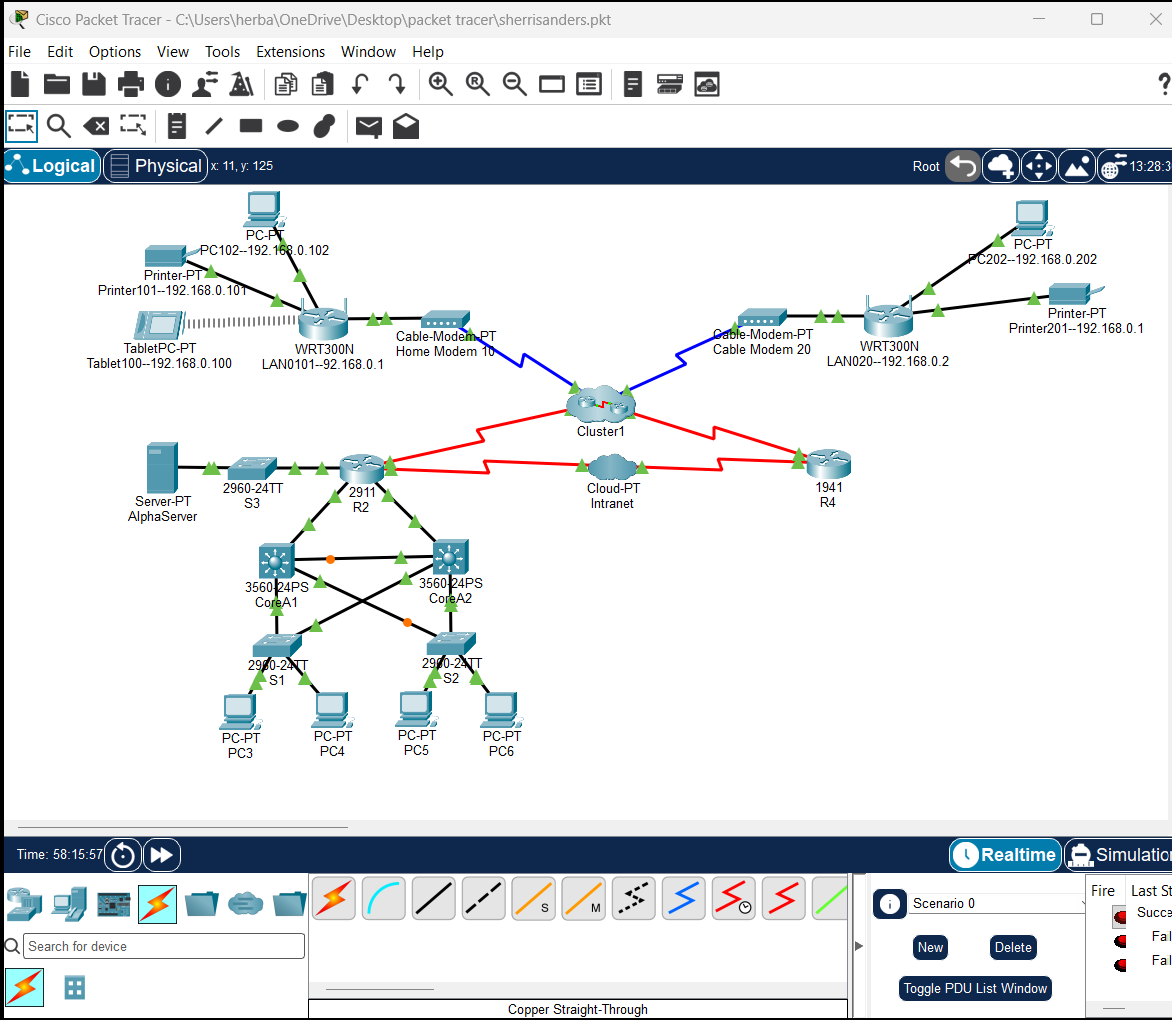 Cisco Packet Tracer - C:\Users\herba\OneDrive\Desktop\packet tracer\sherrisanders.pkt
File Edit Options View Tools Extensions Window Help
Logical Physical x: 11, y: 125 Root 13:28:3
PC-PT
PC102--192.168.0.102
Printer-PT
Printer101--192.168.0.101
TabletPC-PT
Tablet100--192.168.0.100
WRT300N
LAN0101--92.168.0.1
Cable-Modem-PT
Home Modem 10
Cable-Modem-PT
Cable Modem 20
WRT300N
LAN020--192.168.0.2
PC-PT
PC202--192.168.0.202
Printer-PT
Printer201--192.168.0.1
Cluster1
Server-PT
AlphaServer
2960-24TT
S3
2911
R2
Cloud-PT
Intranet
1941
R4
3560-24PS
CoreA1
3560-24PS
CoreA2
2960-24TT
S1
2960-24TT
S2
PC-PT
PC3
PC-PT
PC4
PC-PT
PC5
PC-PT
PC6
Time: 58:15:57 Realtime Simulation
S M
Search for device
Copper Straight-Through
Scenario 0
New Delete
Toggle PDU List Window
Fire Last St
Succe
Fai
Fai